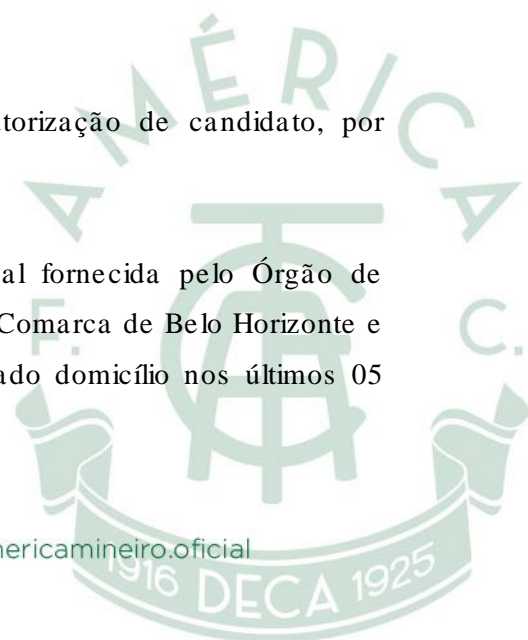 AMÉRICA
torização de candidato, por
al fornecida pelo Órgão de
F. C.
Comarca de Belo Horizonte e
ado domicílio nos últimos 05
mericamineiro.oficial
1916 DECA 1925